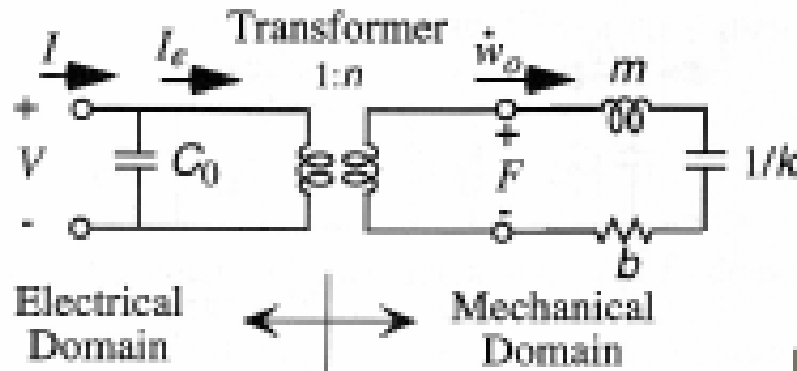 Transformer
1:n
I
Iₑ
ẇₒ
m
+
V
-
C₀
+
F
-
1/k
b
Electrical
Domain
Mechanical
Domain